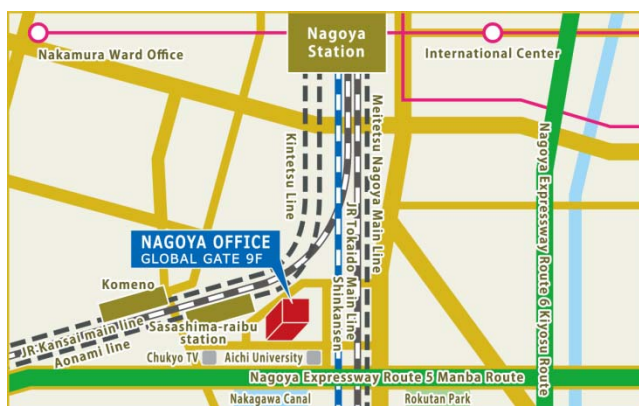 Nagoya
Station
Nakamura Ward Office
International Center
Kintetsu Line
Meitetsu Nagoya Main Line
JR Tokaido Main Line
Shinkansen
Nagoya Expressway Route 6 Kiyosu Route
NAGOYA OFFICE
GLOBAL GATE 9F
Komeno
Sasashima-raibu
station
JR Kansai main line
Aonami line
Chukyo TV
Aichi University
Nagoya Expressway Route 5 Manba Route
Nakagawa Canal
Rokutan Park